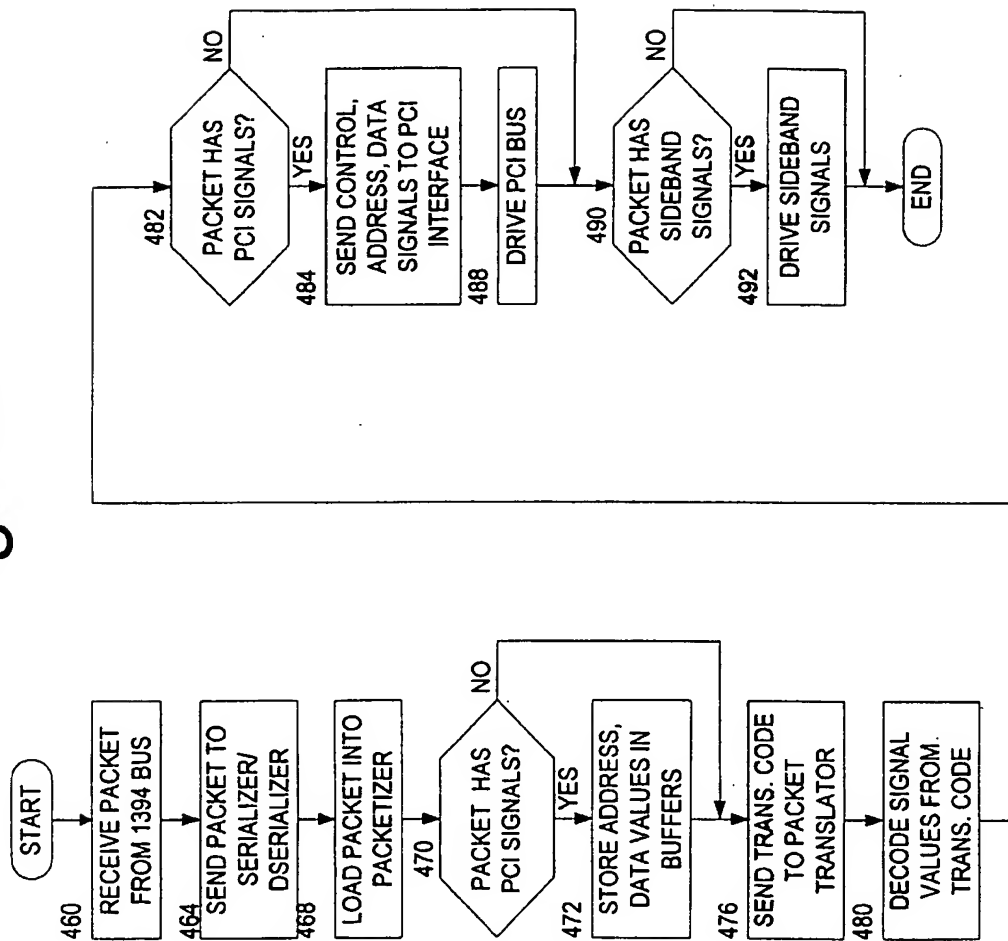 START
460
RECEIVE PACKET
FROM 1394 BUS
464
SEND PACKET TO
SERIALIZER/
DSERIALIZER
468
LOAD PACKET INTO
PACKETIZER
470
PACKET HAS
PCI SIGNALS?
NO
YES
472
STORE ADDRESS,
DATA VALUES IN
BUFFERS
476
SEND TRANS. CODE
TO PACKET
TRANSLATOR
480
DECODE SIGNAL
VALUES FROM.
TRANS. CODE
482
PACKET HAS
PCI SIGNALS?
NO
YES
484
SEND CONTROL,
ADDRESS, DATA
SIGNALS TO PCI
INTERFACE
488
DRIVE PCI BUS
490
PACKET HAS
SIDEBAND
SIGNALS?
NO
YES
492
DRIVE SIDEBAND
SIGNALS
END